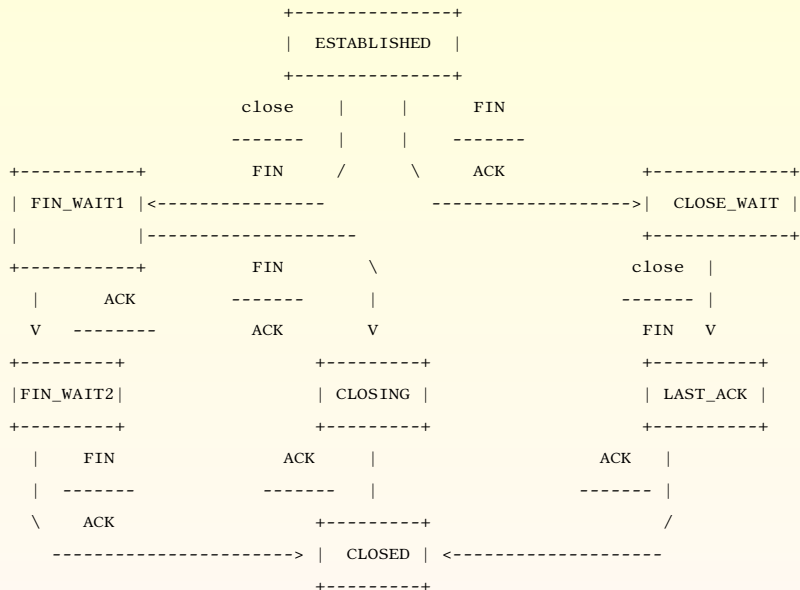 +---------------+
|  ESTABLISHED  |
+---------------+
close    |      |      FIN
-------  |      |    -------
+-----------+          FIN     /       \     ACK             +-------------+
| FIN_WAIT1 |<----------------          ------------------->|  CLOSE_WAIT |
|           |--------------------                            +-------------+
+-----------+          FIN        \                         close  |
|      ACK         -------      |                       ------- |
V   --------        ACK        V                         FIN   V
+---------+                  +---------+                    +----------+
|FIN_WAIT2|                  | CLOSING |                    | LAST_ACK |
+---------+                  +---------+                    +----------+
|    FIN                ACK     |                     ACK   |
|  -------            -------   |                   ------- |
\    ACK                  +---------+                       /
-----------------------> |  CLOSED | <-------------------
+---------+